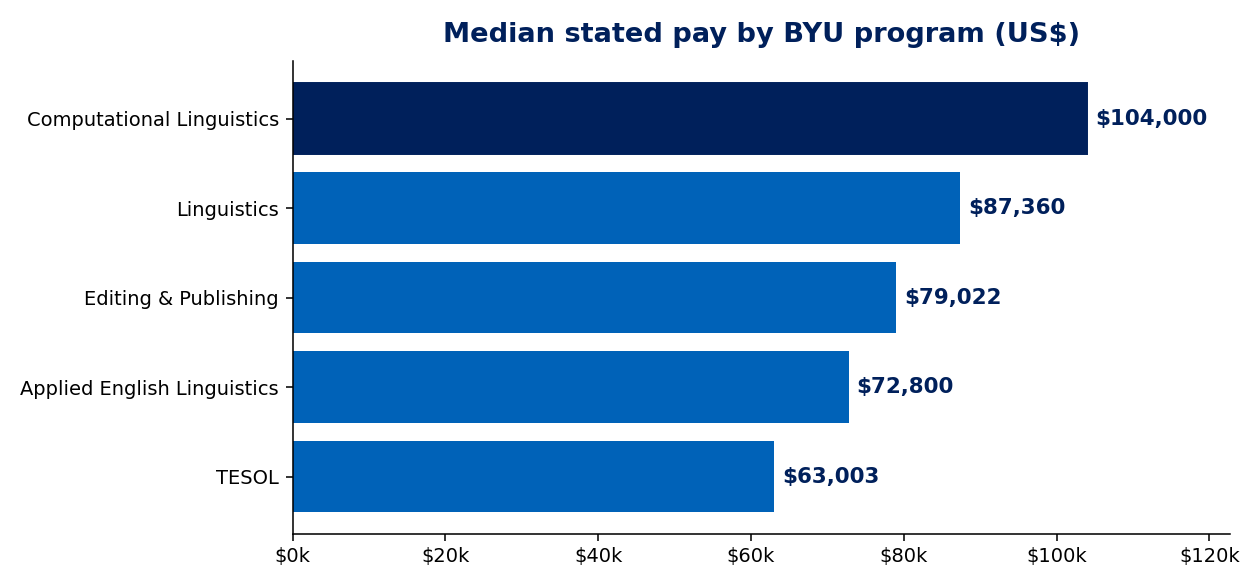 Median stated pay by BYU program (US$)
Computational Linguistics
$104,000
Linguistics
$87,360
Editing & Publishing
$79,022
Applied English Linguistics
$72,800
TESOL
$63,003
$0k $20k $40k $60k $80k $100k $120k